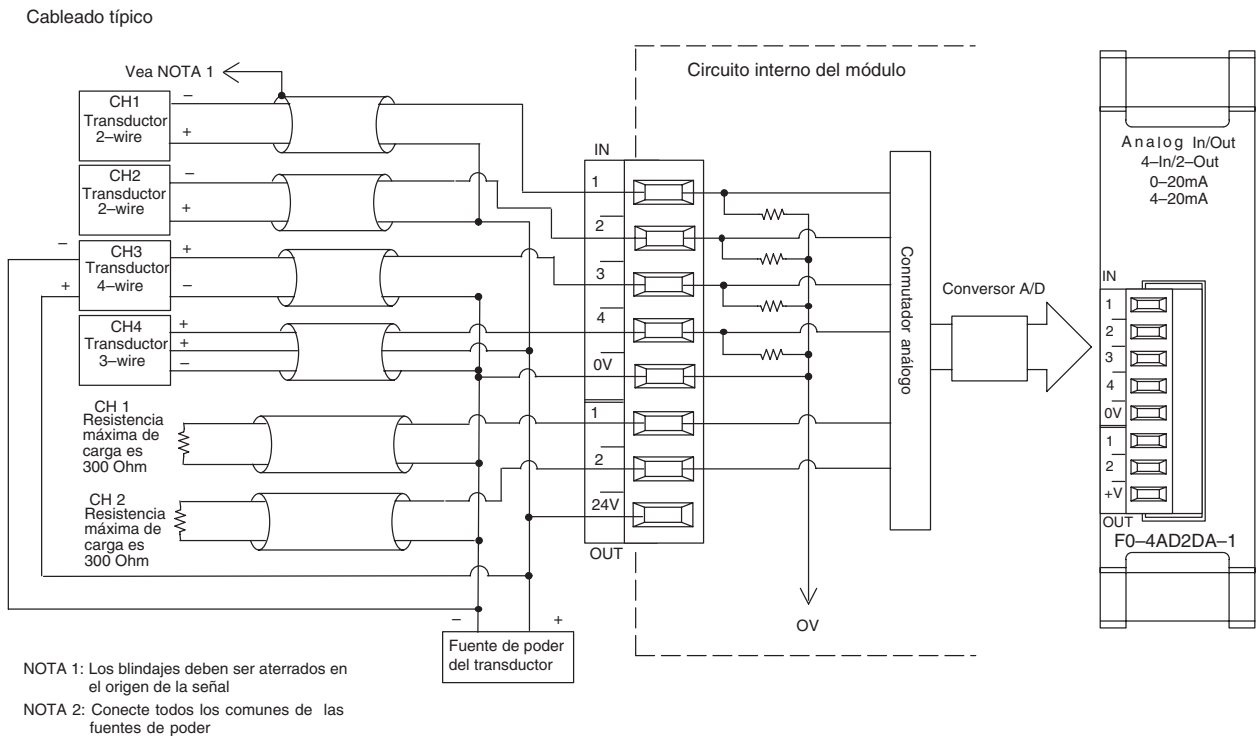 Cableado típico
Vea NOTA 1
CH1
Transductor
2–wire
–
+
CH2
Transductor
2–wire
–
+
–
+
CH3
Transductor
4–wire
+
–
CH4
Transductor
3–wire
+
+
–
CH 1
Resistencia
máxima de
carga es
300 Ohm
CH 2
Resistencia
máxima de
carga es
300 Ohm
–
+
Fuente de poder
del transductor
NOTA 1: Los blindajes deben ser aterrados en
el origen de la señal
NOTA 2: Conecte todos los comunes de las
fuentes de poder
IN
1
2
3
4
0V
1
2
24V
OUT
Circuito interno del módulo
Conmutador análogo
Conversor A/D
OV
Analog In/Out
4–In/2–Out
0–20mA
4–20mA
IN
1
2
3
4
0V
1
2
+V
OUT
F0–4AD2DA–1